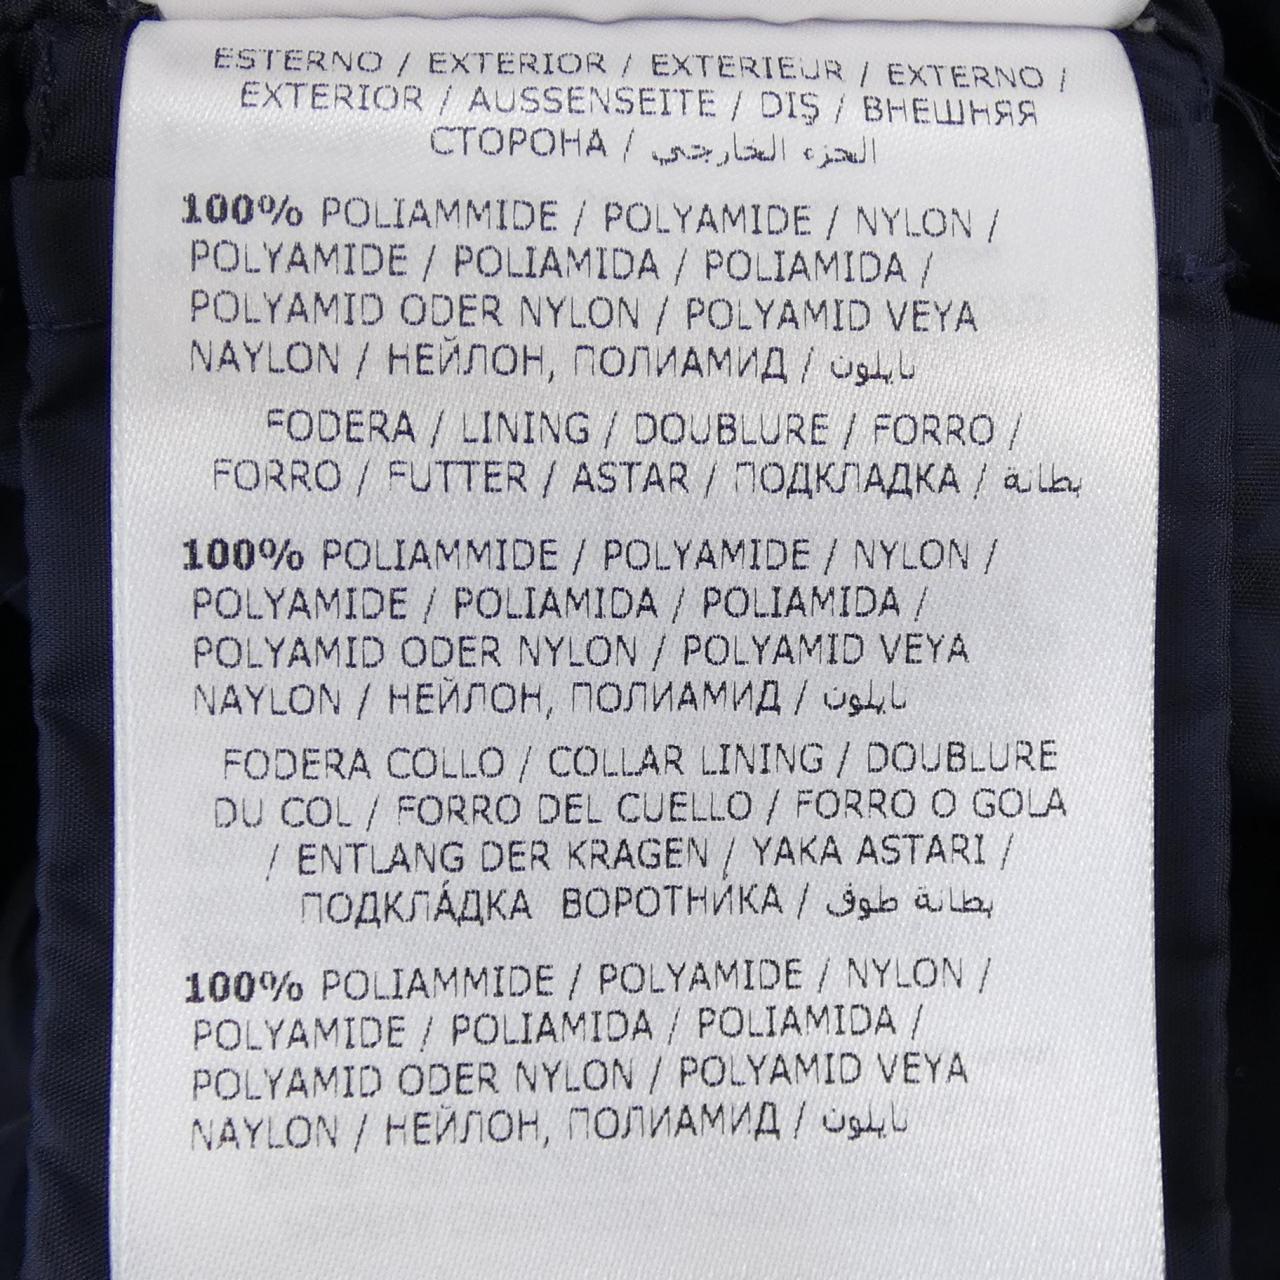 ESTERNO / EXTERIOR / EXTERIEUR / EXTERNO /
EXTERIOR / AUSSENSEITE / DIŞ / ВНЕШНЯЯ
СТОРОНА / الجزء الخارجي
100% POLIAMMIDE / POLYAMIDE / NYLON /
POLYAMIDE / POLIAMIDA / POLIAMIDA /
POLYAMID ODER NYLON / POLYAMID VEYA
NAYLON / НЕЙЛОН, ПОЛИАМИД / نايلون
FODERA / LINING / DOUBLURE / FORRO /
FORRO / FUTTER / ASTAR / ПОДКЛАДКА / بطانة
100% POLIAMMIDE / POLYAMIDE / NYLON /
POLYAMIDE / POLIAMIDA / POLIAMIDA /
POLYAMID ODER NYLON / POLYAMID VEYA
NAYLON / НЕЙЛОН, ПОЛИАМИД / نايلون
FODERA COLLO / COLLAR LINING / DOUBLURE
DU COL / FORRO DEL CUELLO / FORRO O GOLA
/ ENTLANG DER KRAGEN / YAKA ASTARI /
ПОДКЛА́ДКА ВОРОТНИ́КА / بطانة طوق
100% POLIAMMIDE / POLYAMIDE / NYLON /
POLYAMIDE / POLIAMIDA / POLIAMIDA /
POLYAMID ODER NYLON / POLYAMID VEYA
NAYLON / НЕЙЛОН, ПОЛИАМИД / نايلون